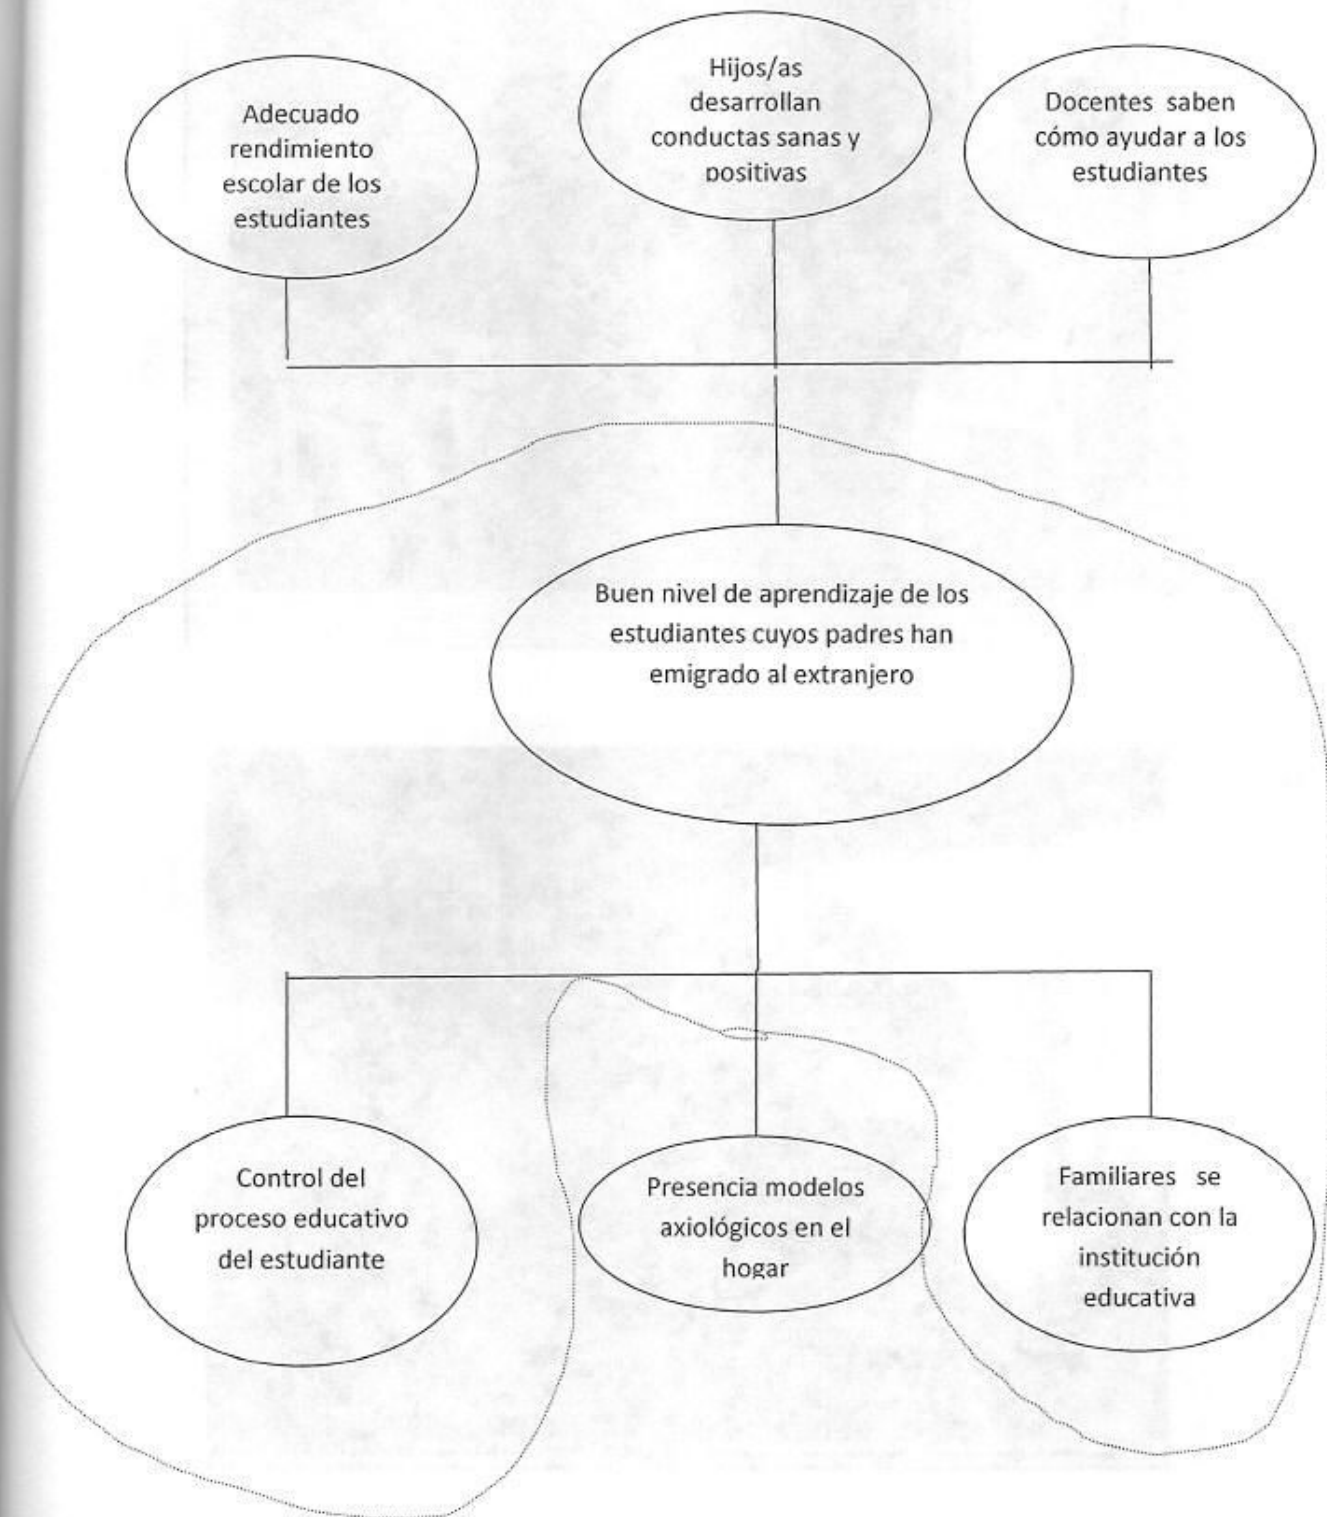 Adecuado
rendimiento
escolar de los
estudiantes
Hijos/as
desarrollan
conductas sanas y
positivas
Docentes saben
cómo ayudar a los
estudiantes
Buen nivel de aprendizaje de los
estudiantes cuyos padres han
emigrado al extranjero
Control del
proceso educativo
del estudiante
Presencia modelos
axiológicos en el
hogar
Familiares se
relacionan con la
institución
educativa